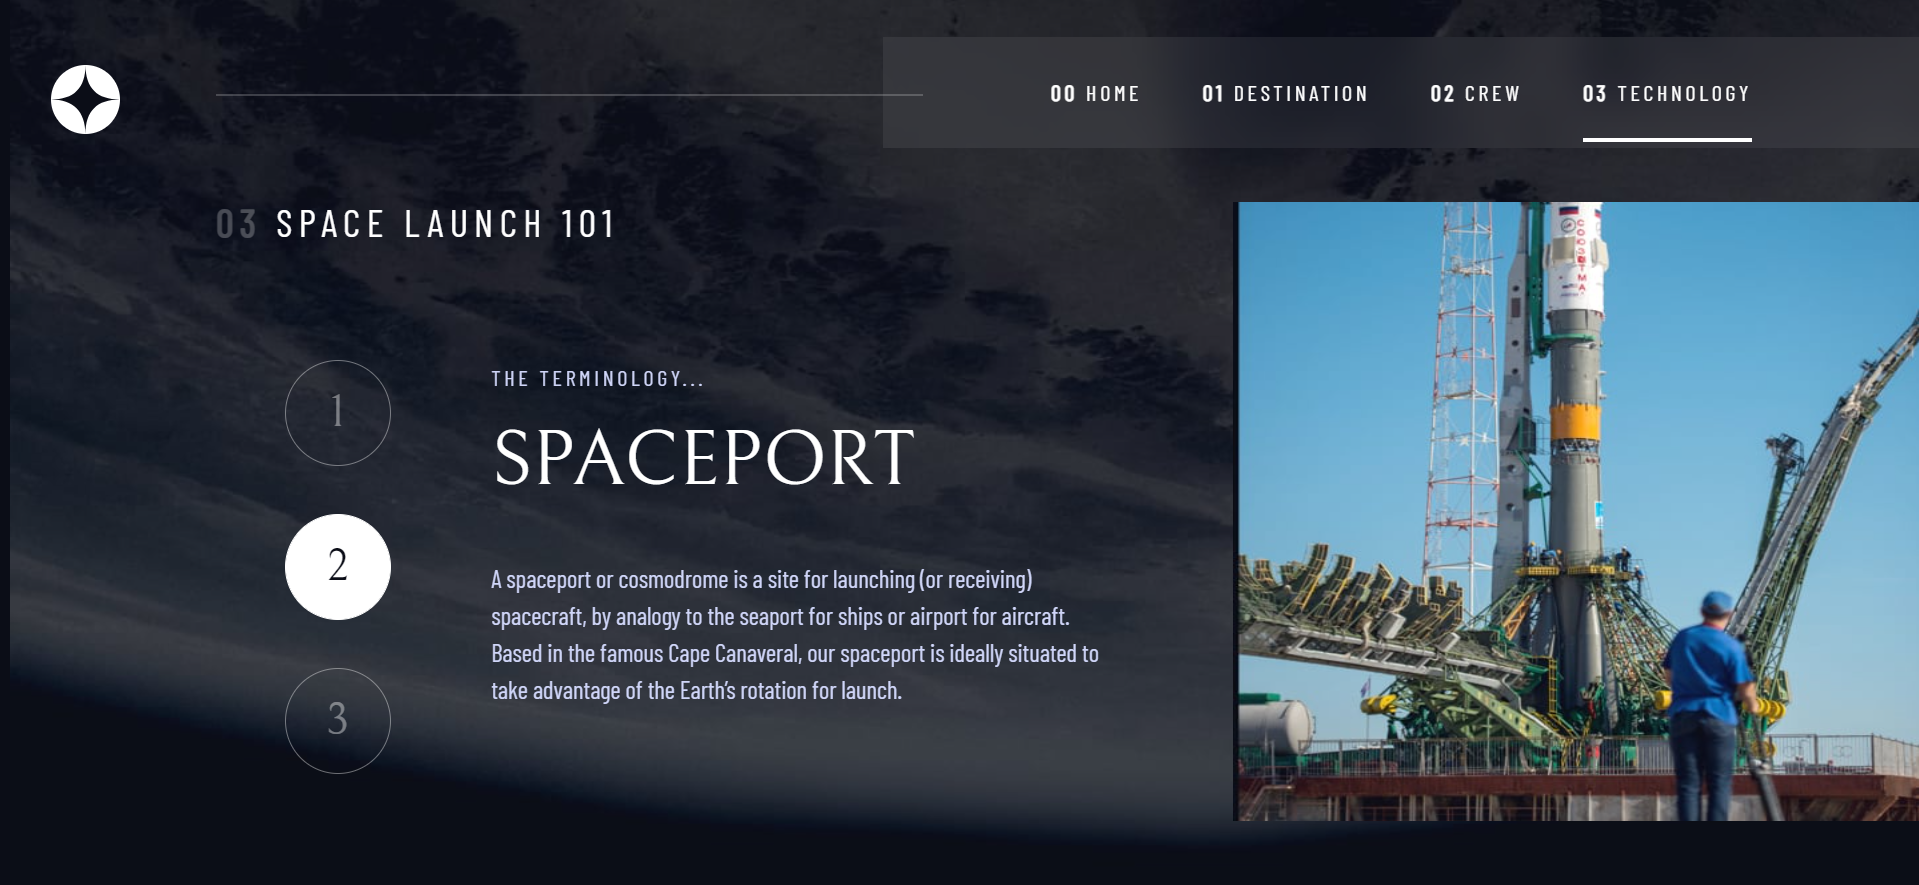 00 HOME 01 DESTINATION 02 CREW 03 TECHNOLOGY
03 SPACE LAUNCH 101
1
2
3
THE TERMINOLOGY...
SPACEPORT
A spaceport or cosmodrome is a site for launching (or receiving)
spacecraft, by analogy to the seaport for ships or airport for aircraft.
Based in the famous Cape Canaveral, our spaceport is ideally situated to
take advantage of the Earth’s rotation for launch.